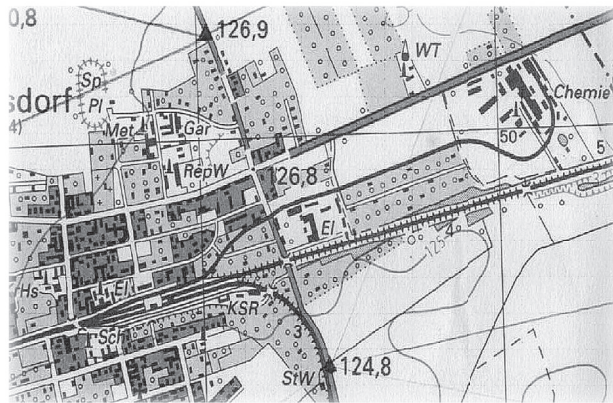 0,8
126,9
WT
Sp
Pl
sdorf
4)
Chemie
Met
Gar
50
5
RepW
126,8
El
4
125
Hs
El
KSR
Sch
3
StW
124,8